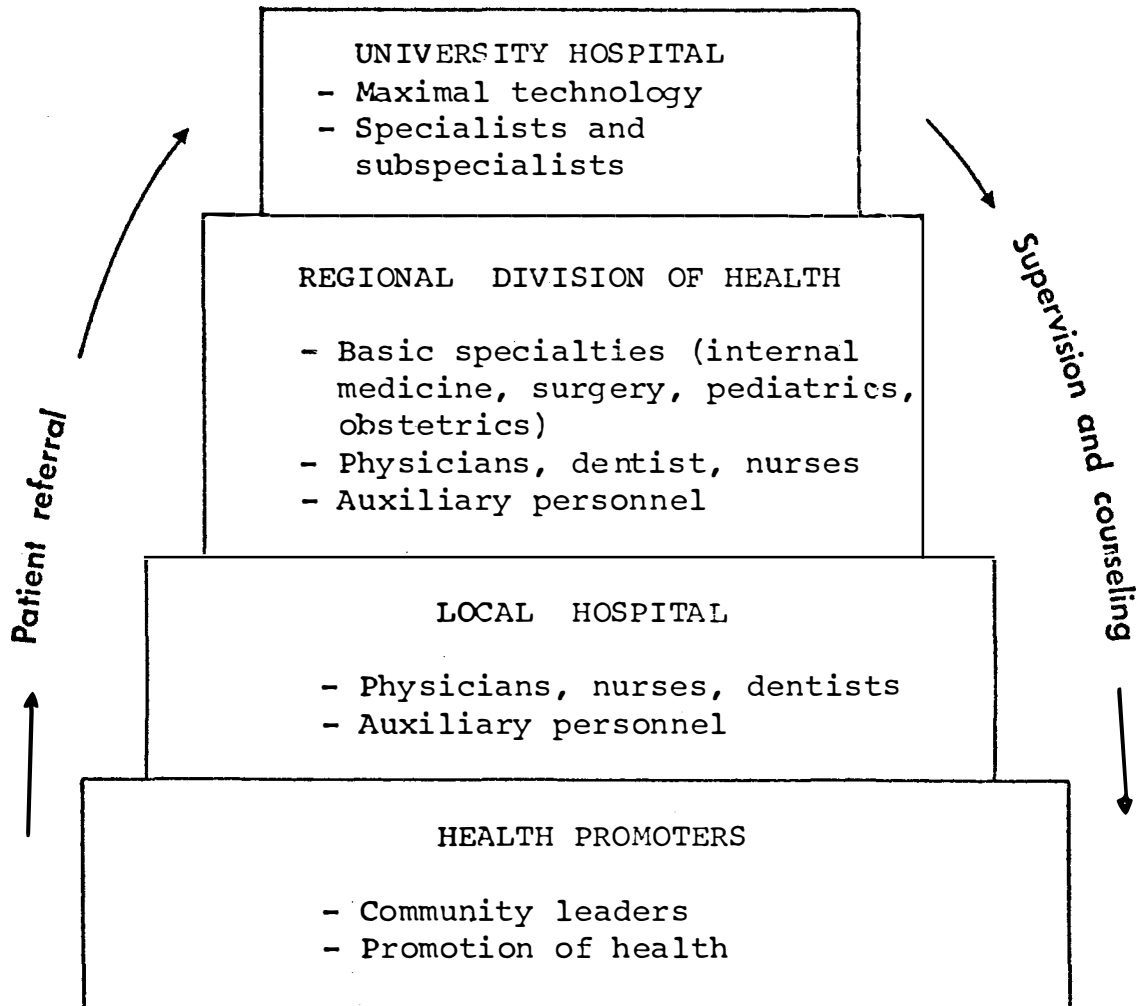 UNIVERSITY HOSPITAL
- Maximal technology
- Specialists and
subspecialists
REGIONAL DIVISION OF HEALTH
- Basic specialties (internal
medicine, surgery, pediatrics,
obstetrics)
- Physicians, dentist, nurses
- Auxiliary personnel
LOCAL HOSPITAL
- Physicians, nurses, dentists
- Auxiliary personnel
HEALTH PROMOTERS
- Community leaders
- Promotion of health
Patient referral
Supervision and counseling